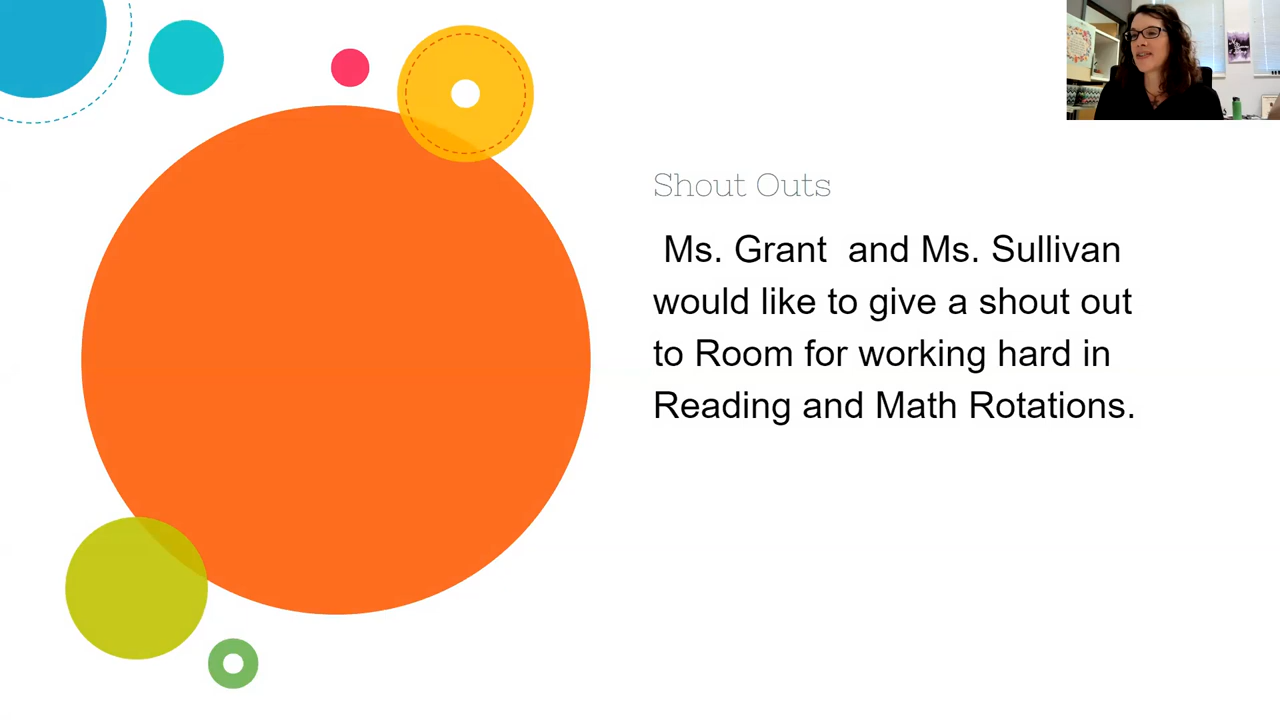 Shout Outs
Ms. Grant  and Ms. Sullivan
would like to give a shout out
to Room for working hard in
Reading and Math Rotations.